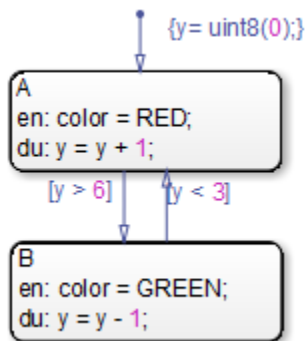 {y= uint8(0);}
A
en: color = RED;
du: y = y + 1;
[y > 6] [y < 3]
B
en: color = GREEN;
du: y = y - 1;